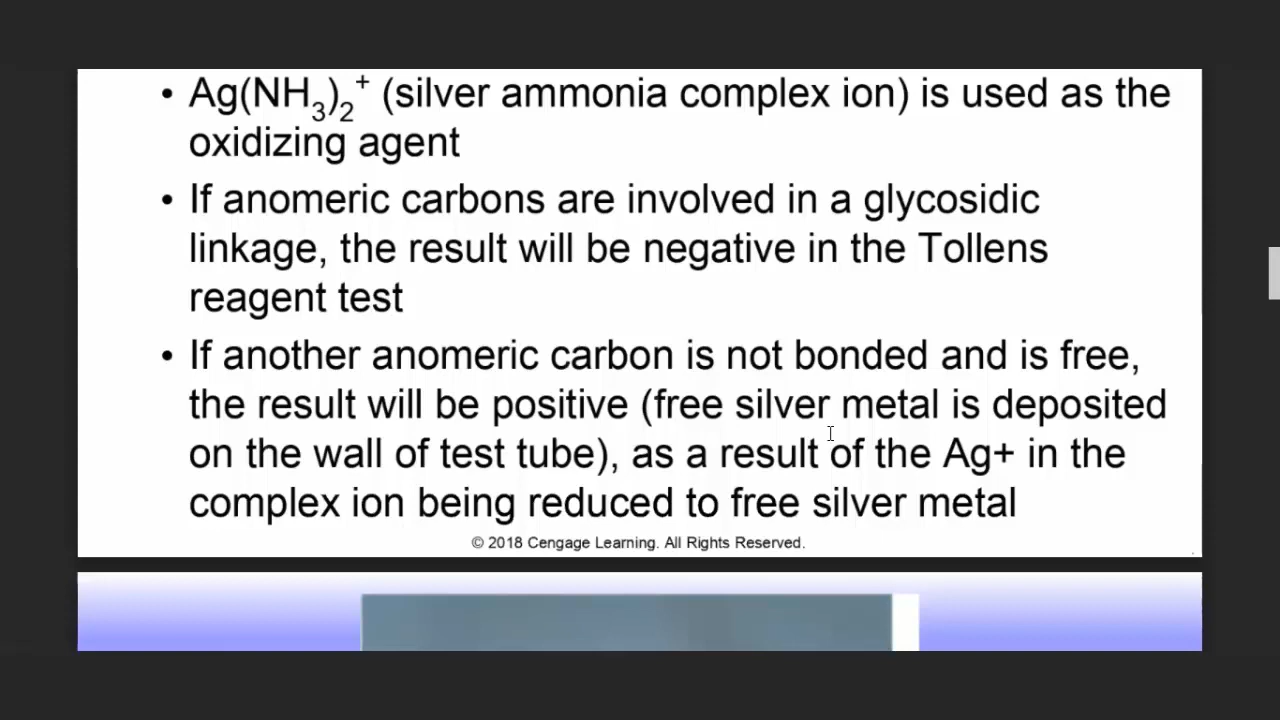 • Ag(NH₃)₂⁺ (silver ammonia complex ion) is used as the
oxidizing agent
• If anomeric carbons are involved in a glycosidic
linkage, the result will be negative in the Tollens
reagent test
• If another anomeric carbon is not bonded and is free,
the result will be positive (free silver metal is deposited
on the wall of test tube), as a result of the Ag+ in the
complex ion being reduced to free silver metal
© 2018 Cengage Learning. All Rights Reserved.